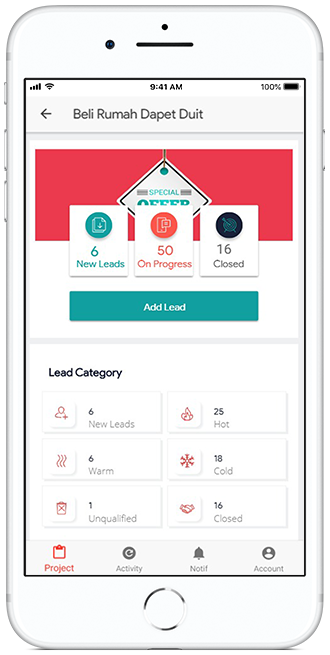 9:41 AM
100%
Beli Rumah Dapet Duit
SPECIAL
OFFER
6
New Leads
50
On Progress
16
Closed
Add Lead
Lead Category
6
New Leads
25
Hot
6
Warm
18
Cold
1
Unqualified
16
Closed
Project
Activity
Notif
Account